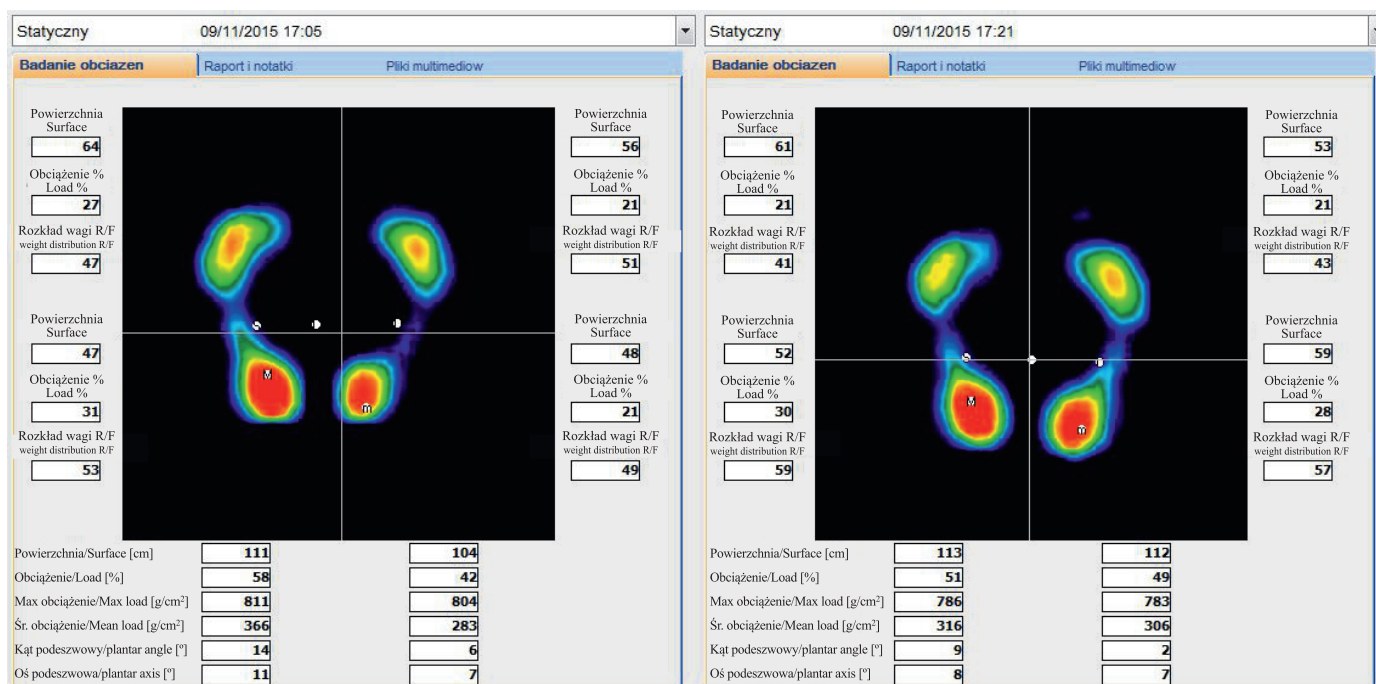 Statyczny 09/11/2015 17:05
Badanie obciazen Raport i notatki Pliki multimediow
Powierzchnia
Surface
64
Obciążenie %
Load %
27
Rozkład wagi R/F
weight distribution R/F
47
Powierzchnia
Surface
47
Obciążenie %
Load %
31
Rozkład wagi R/F
weight distribution R/F
53
M
m
Powierzchnia
Surface
56
Obciążenie %
Load %
21
Rozkład wagi R/F
weight distribution R/F
51
Powierzchnia
Surface
48
Obciążenie %
Load %
21
Rozkład wagi R/F
weight distribution R/F
49
Powierzchnia/Surface [cm] 111 104
Obciążenie/Load [%] 58 42
Max obciążenie/Max load [g/cm²] 811 804
Śr. obciążenie/Mean load [g/cm²] 366 283
Kąt podeszwowy/plantar angle [º] 14 6
Oś podeszwowa/plantar axis [º] 11 7
Statyczny 09/11/2015 17:21
Badanie obciazen Raport i notatki Pliki multimediow
Powierzchnia
Surface
61
Obciążenie %
Load %
21
Rozkład wagi R/F
weight distribution R/F
41
Powierzchnia
Surface
52
Obciążenie %
Load %
30
Rozkład wagi R/F
weight distribution R/F
59
M
m
Powierzchnia
Surface
53
Obciążenie %
Load %
21
Rozkład wagi R/F
weight distribution R/F
43
Powierzchnia
Surface
59
Obciążenie %
Load %
28
Rozkład wagi R/F
weight distribution R/F
57
Powierzchnia/Surface [cm] 113 112
Obciążenie/Load [%] 51 49
Max obciążenie/Max load [g/cm²] 786 783
Śr. obciążenie/Mean load [g/cm²] 316 306
Kąt podeszwowy/plantar angle [º] 9 2
Oś podeszwowa/plantar axis [º] 8 7